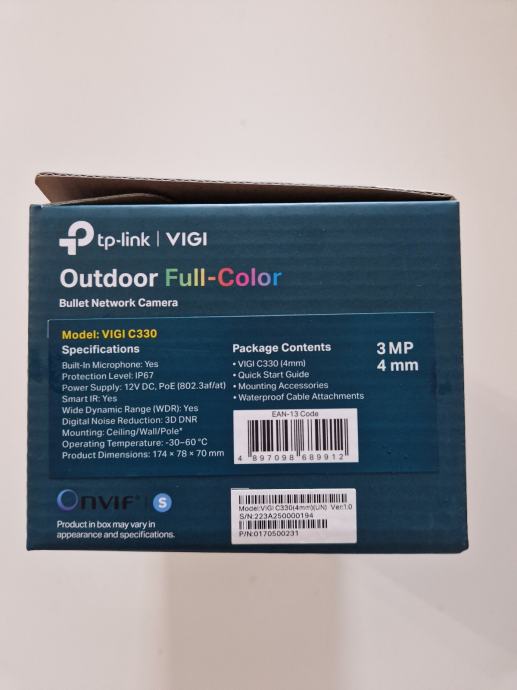 tp-link | VIGI
Outdoor Full-Color
Bullet Network Camera
Model: VIGI C330
Specifications
Built-In Microphone: Yes
Protection Level: IP67
Power Supply: 12V DC, PoE (802.3af/at)
Smart IR: Yes
Wide Dynamic Range (WDR): Yes
Digital Noise Reduction: 3D DNR
Mounting: Ceiling/Wall/Pole*
Operating Temperature: -30–60 °C
Product Dimensions: 174 × 78 × 70 mm
Package Contents
• VIGI C330 (4mm)
• Quick Start Guide
• Mounting Accessories
• Waterproof Cable Attachments
3 MP
4 mm
EAN-13 Code
4 897098 689912
ONVIF® | S
Product in box may vary in
appearance and specifications.
Model:VIGI C330(4mm)(UN) Ver:1.0
S/N:223A250000194
P/N:0170500231